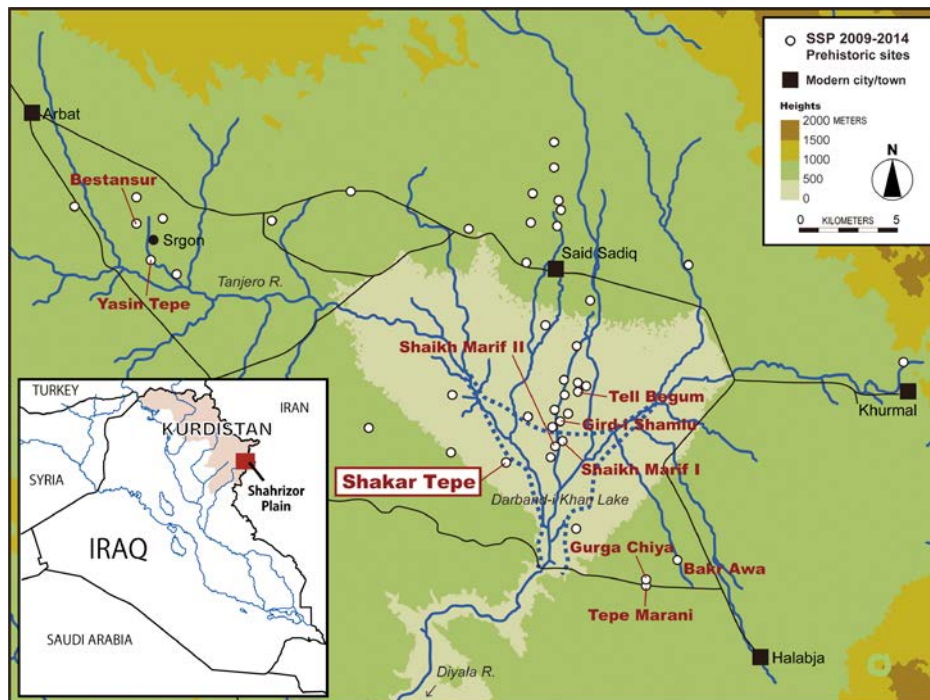 SSP 2009-2014
Prehistoric sites
Modern city/town
Heights
2000 METERS
1500
1000
500
0
N
0 KILOMETERS 5
Arbat
Bestansur
Srgon
Yasin Tepe
Tanjero R.
Said Sadiq
Shaikh Marif II
Tell Begum
Gird-i Shamlu
Khurmal
Shaikh Marif I
Shakar Tepe
Darband-i Khan Lake
Gurga Chiya
Bakr Awa
Tepe Marani
Halabja
Diyala R.
TURKEY
IRAN
KURDISTAN
SYRIA
Shahrizor
Plain
IRAQ
SAUDI ARABIA